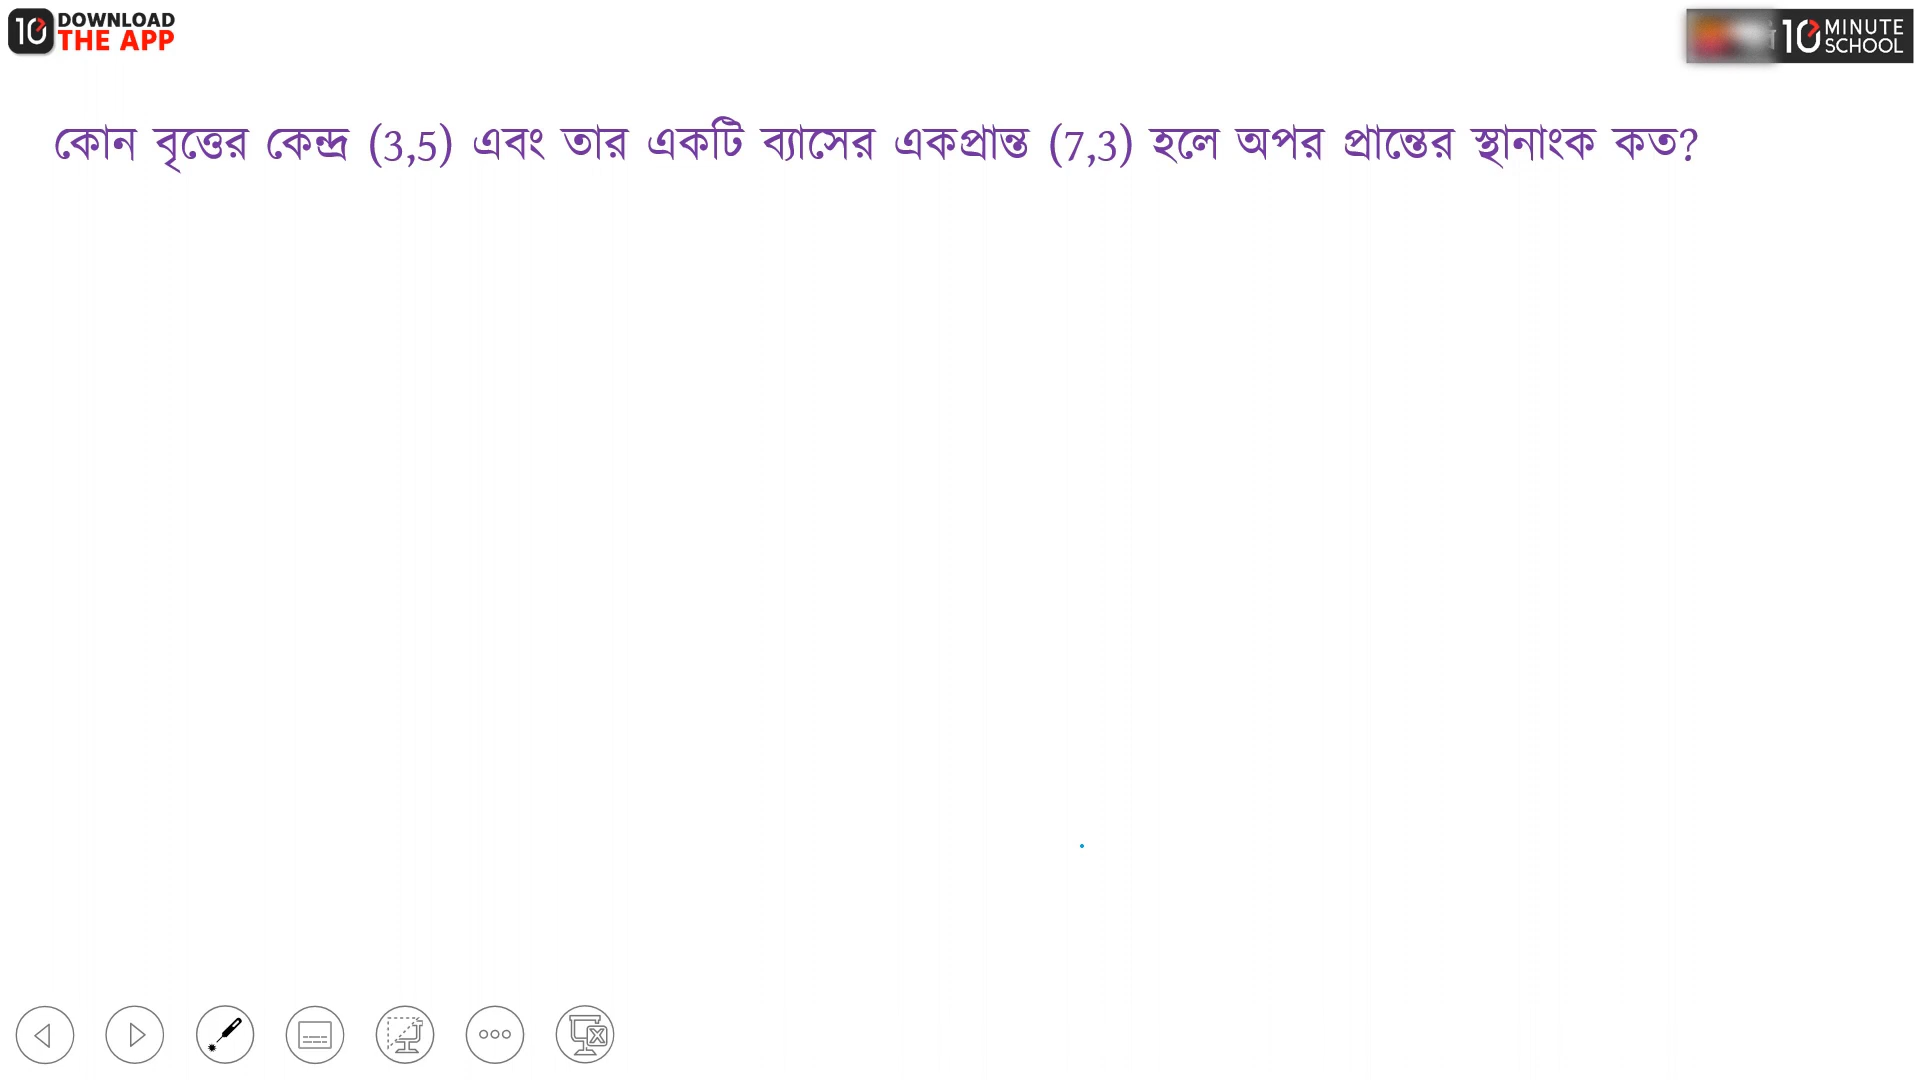 10 DOWNLOAD
THE APP
10 MINUTE
SCHOOL
কোন বৃত্তের কেন্দ্র (3,5) এবং তার একটি ব্যাসের একপ্রান্ত (7,3) হলে অপর প্রান্তের স্থানাংক কত?